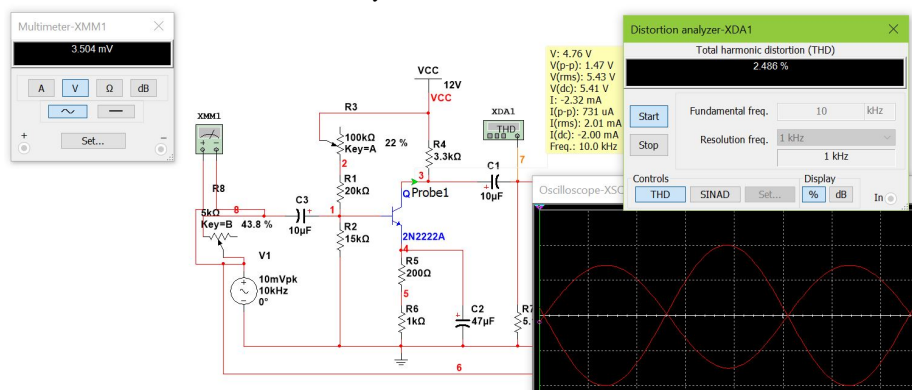 Multimeter-XMM1
3.504 mV
A
V
Ω
dB
+
Set...
–
XMM1
+ –
R8
5kΩ
Key=B
8
43.8 %
V1
10mVpk
10kHz
0°
C3
+
10µF
1
R3
100kΩ
Key=A
22 %
2
R1
20kΩ
R2
15kΩ
VCC
12V
VCC
R4
3.3kΩ
3
Q
Probe1
2N2222A
4
R5
200Ω
5
R6
1kΩ
C2
+
47µF
6
C1
+
10µF
XDA1
THD
7
R7
5.
V: 4.76 V
V(p-p): 1.47 V
V(rms): 5.43 V
V(dc): 5.41 V
I: -2.32 mA
I(p-p): 731 uA
I(rms): 2.01 mA
I(dc): -2.00 mA
Freq.: 10.0 kHz
Distortion analyzer-XDA1
Total harmonic distortion (THD)
2.486 %
Start
Stop
Fundamental freq.
10
kHz
Resolution freq.
1 kHz
1 kHz
Controls
THD
SINAD
Set...
Display
%
dB
In
Oscilloscope-XSC